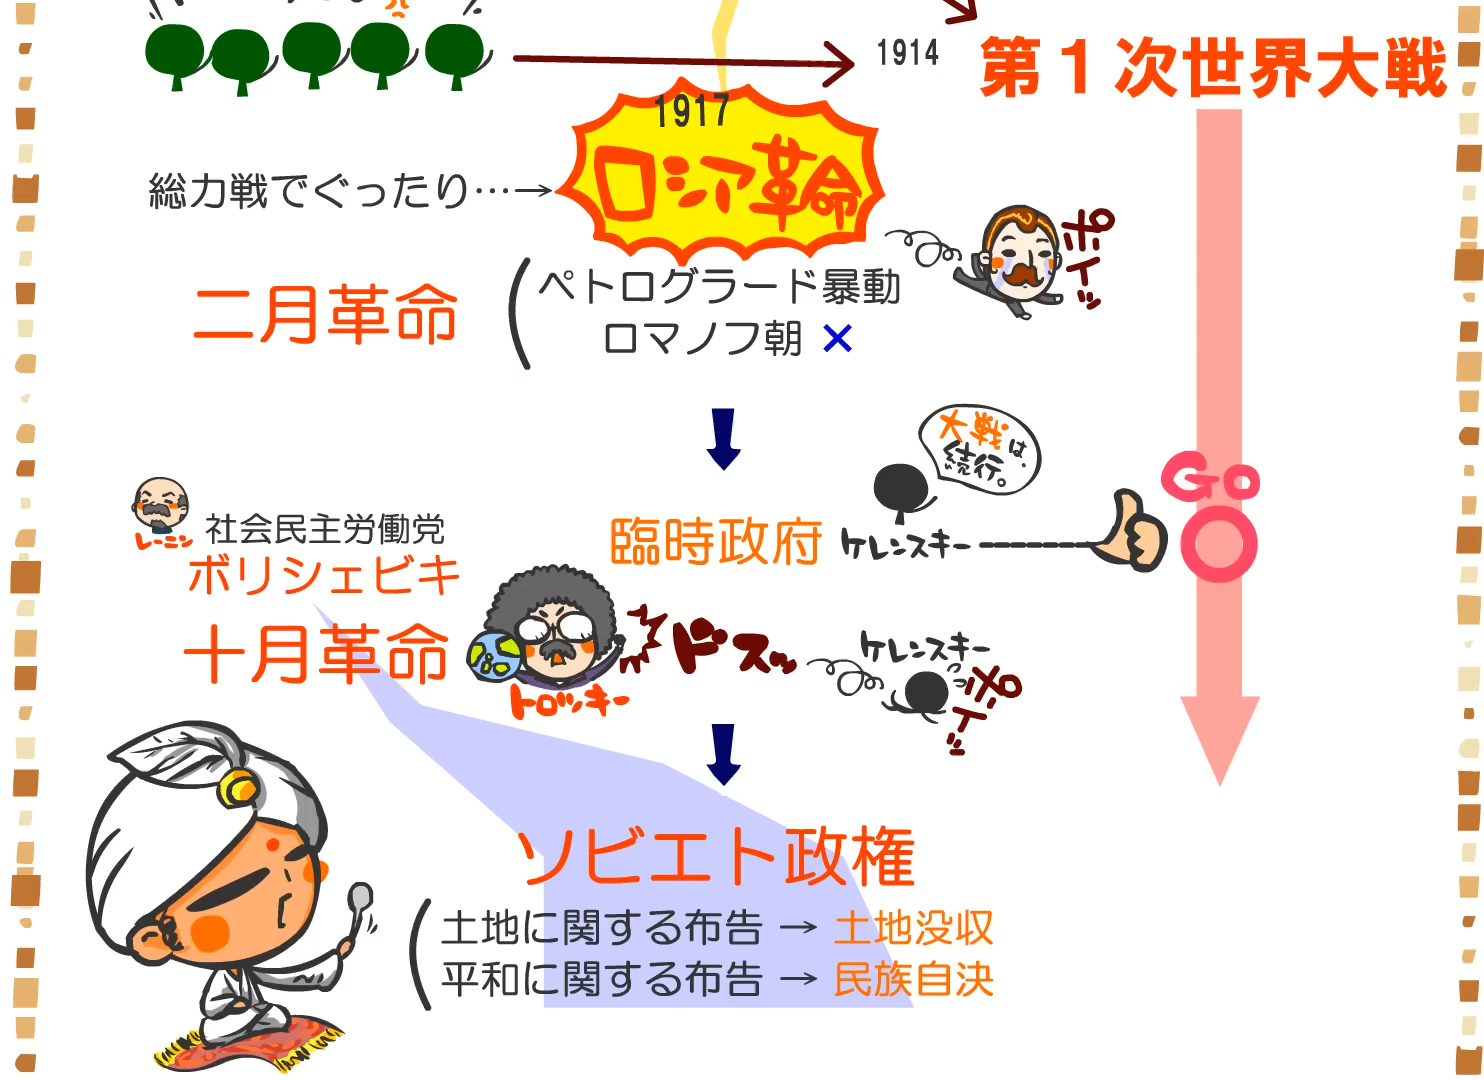 1914
第１次世界大戦
1917
ロシア革命
総力戦でぐったり…→
ポイッ
二月革命
ペトログラード暴動
ロマノフ朝 ×
大戦は
続行。
Go
レーニン
社会民主労働党
ボリシェビキ
臨時政府
ケレンスキー
十月革命
トロツキー
ドスッ
ケレンスキー
ポイッ
ソビエト政権
土地に関する布告 → 土地没収
平和に関する布告 → 民族自決